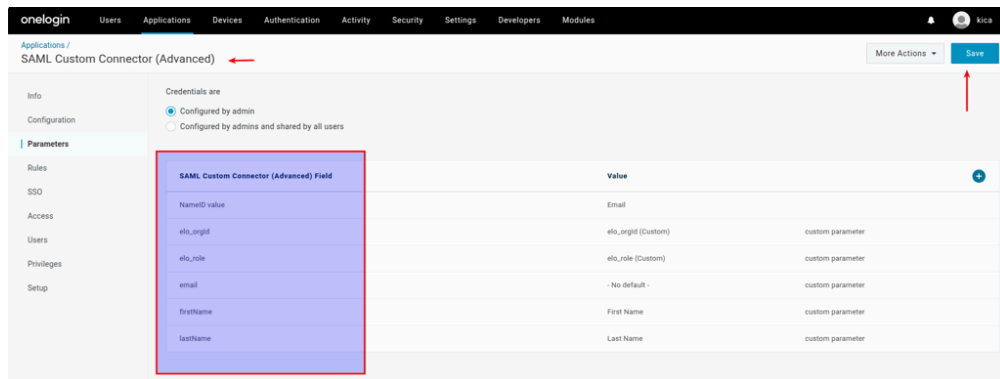 onelogin Users Applications Devices Authentication Activity Security Settings Developers Modules kica
Applications /
SAML Custom Connector (Advanced)
More Actions Save
Info
Configuration
Parameters
Rules
SSO
Access
Users
Privileges
Setup
Credentials are
Configured by admin
Configured by admins and shared by all users
SAML Custom Connector (Advanced) Field Value
NameID value Email
elo_orgId elo_orgId (Custom) custom parameter
elo_role elo_role (Custom) custom parameter
email - No default - custom parameter
firstName First Name custom parameter
lastName Last Name custom parameter